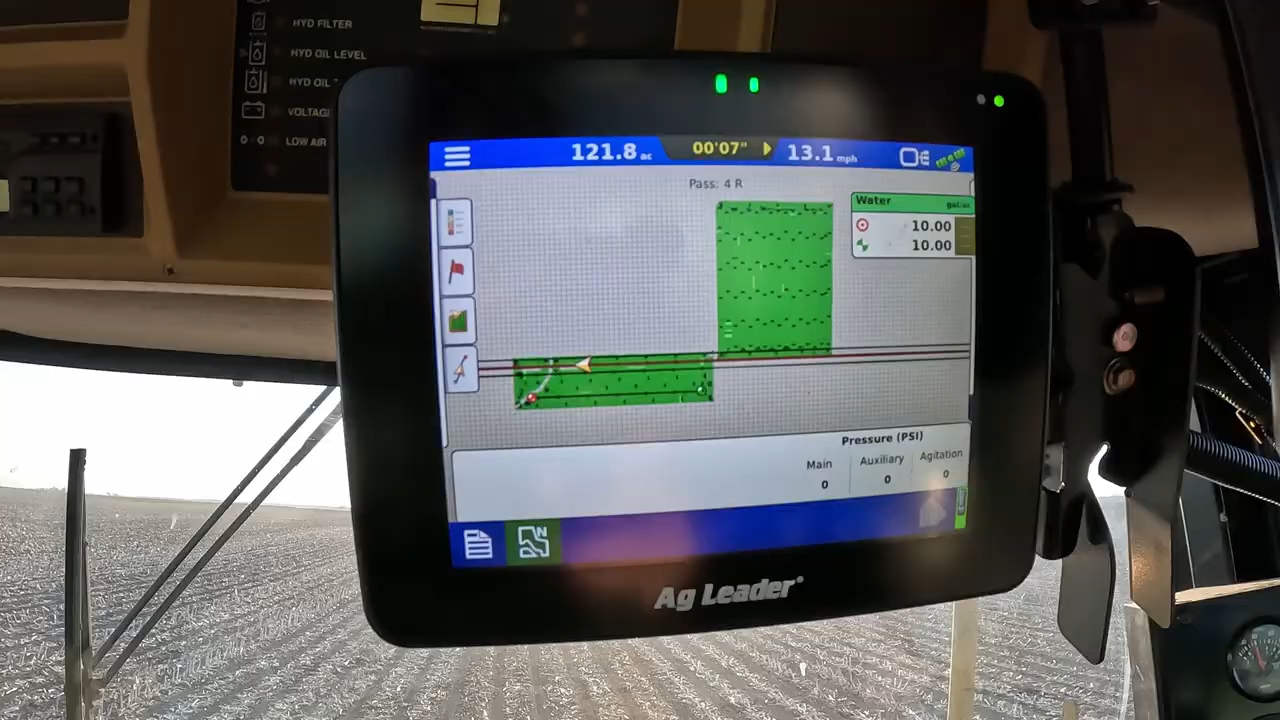 HYD FILTER
HYD OIL LEVEL
HYD OIL
VOLTAG
LOW AIR
121.8 ac
00'07"
13.1 mph
Pass: 4 R
Water gal/ac
10.00
10.00
Pressure (PSI)
Main Auxiliary Agitation
0 0 0
N
Ag Leader®